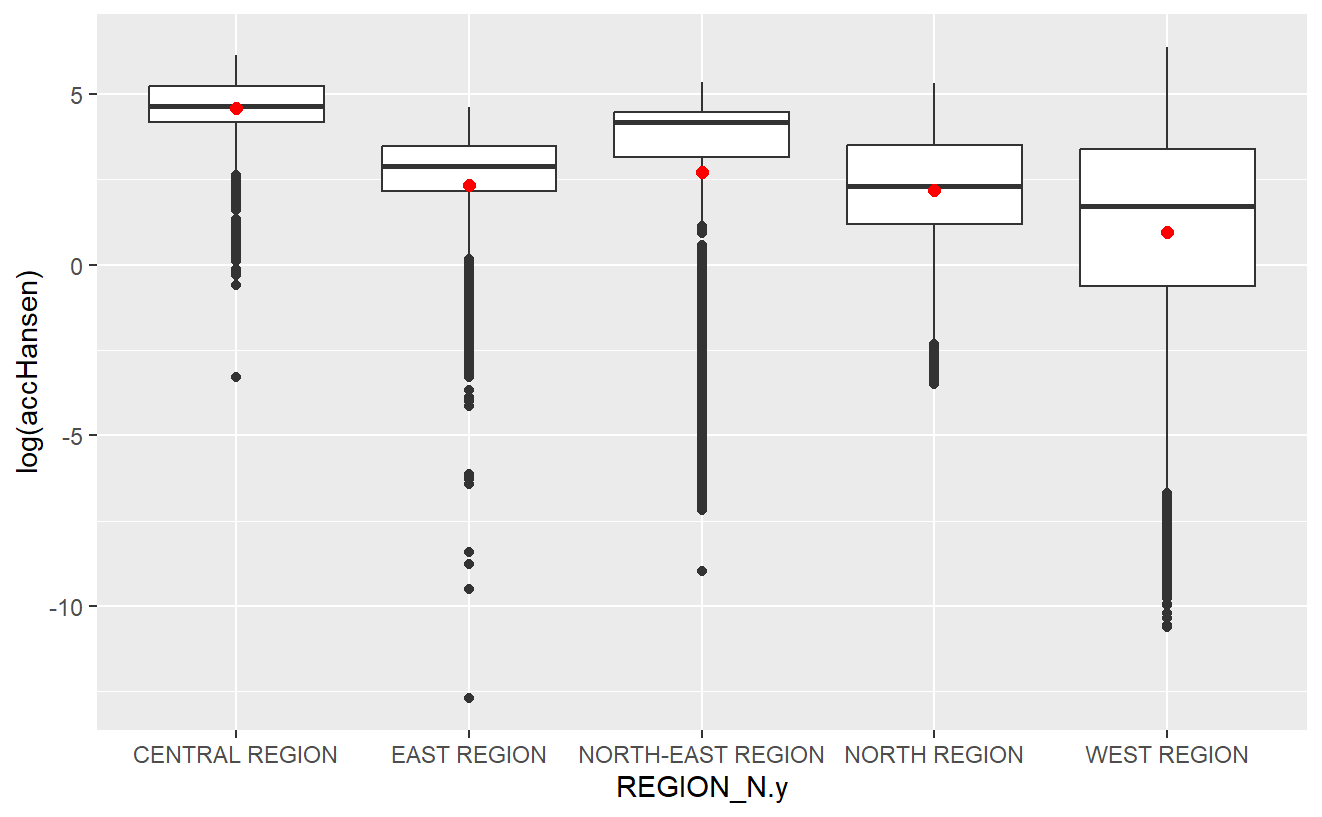 log(accHansen)
5
0
-5
-10
CENTRAL REGION
EAST REGION
NORTH-EAST REGION
NORTH REGION
WEST REGION
REGION_N.y